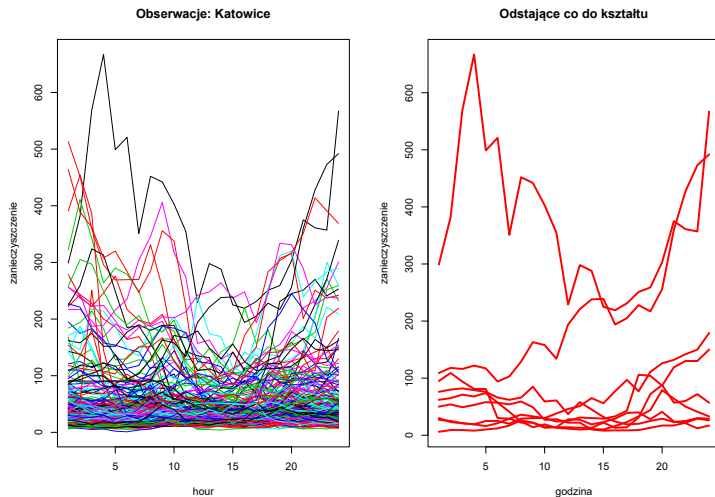 Obserwacje: Katowice
zanieczyszczenie
0 100 200 300 400 500 600
5 10 15 20
hour
Odstające co do kształtu
zanieczyszczenie
0 100 200 300 400 500 600
5 10 15 20
godzina